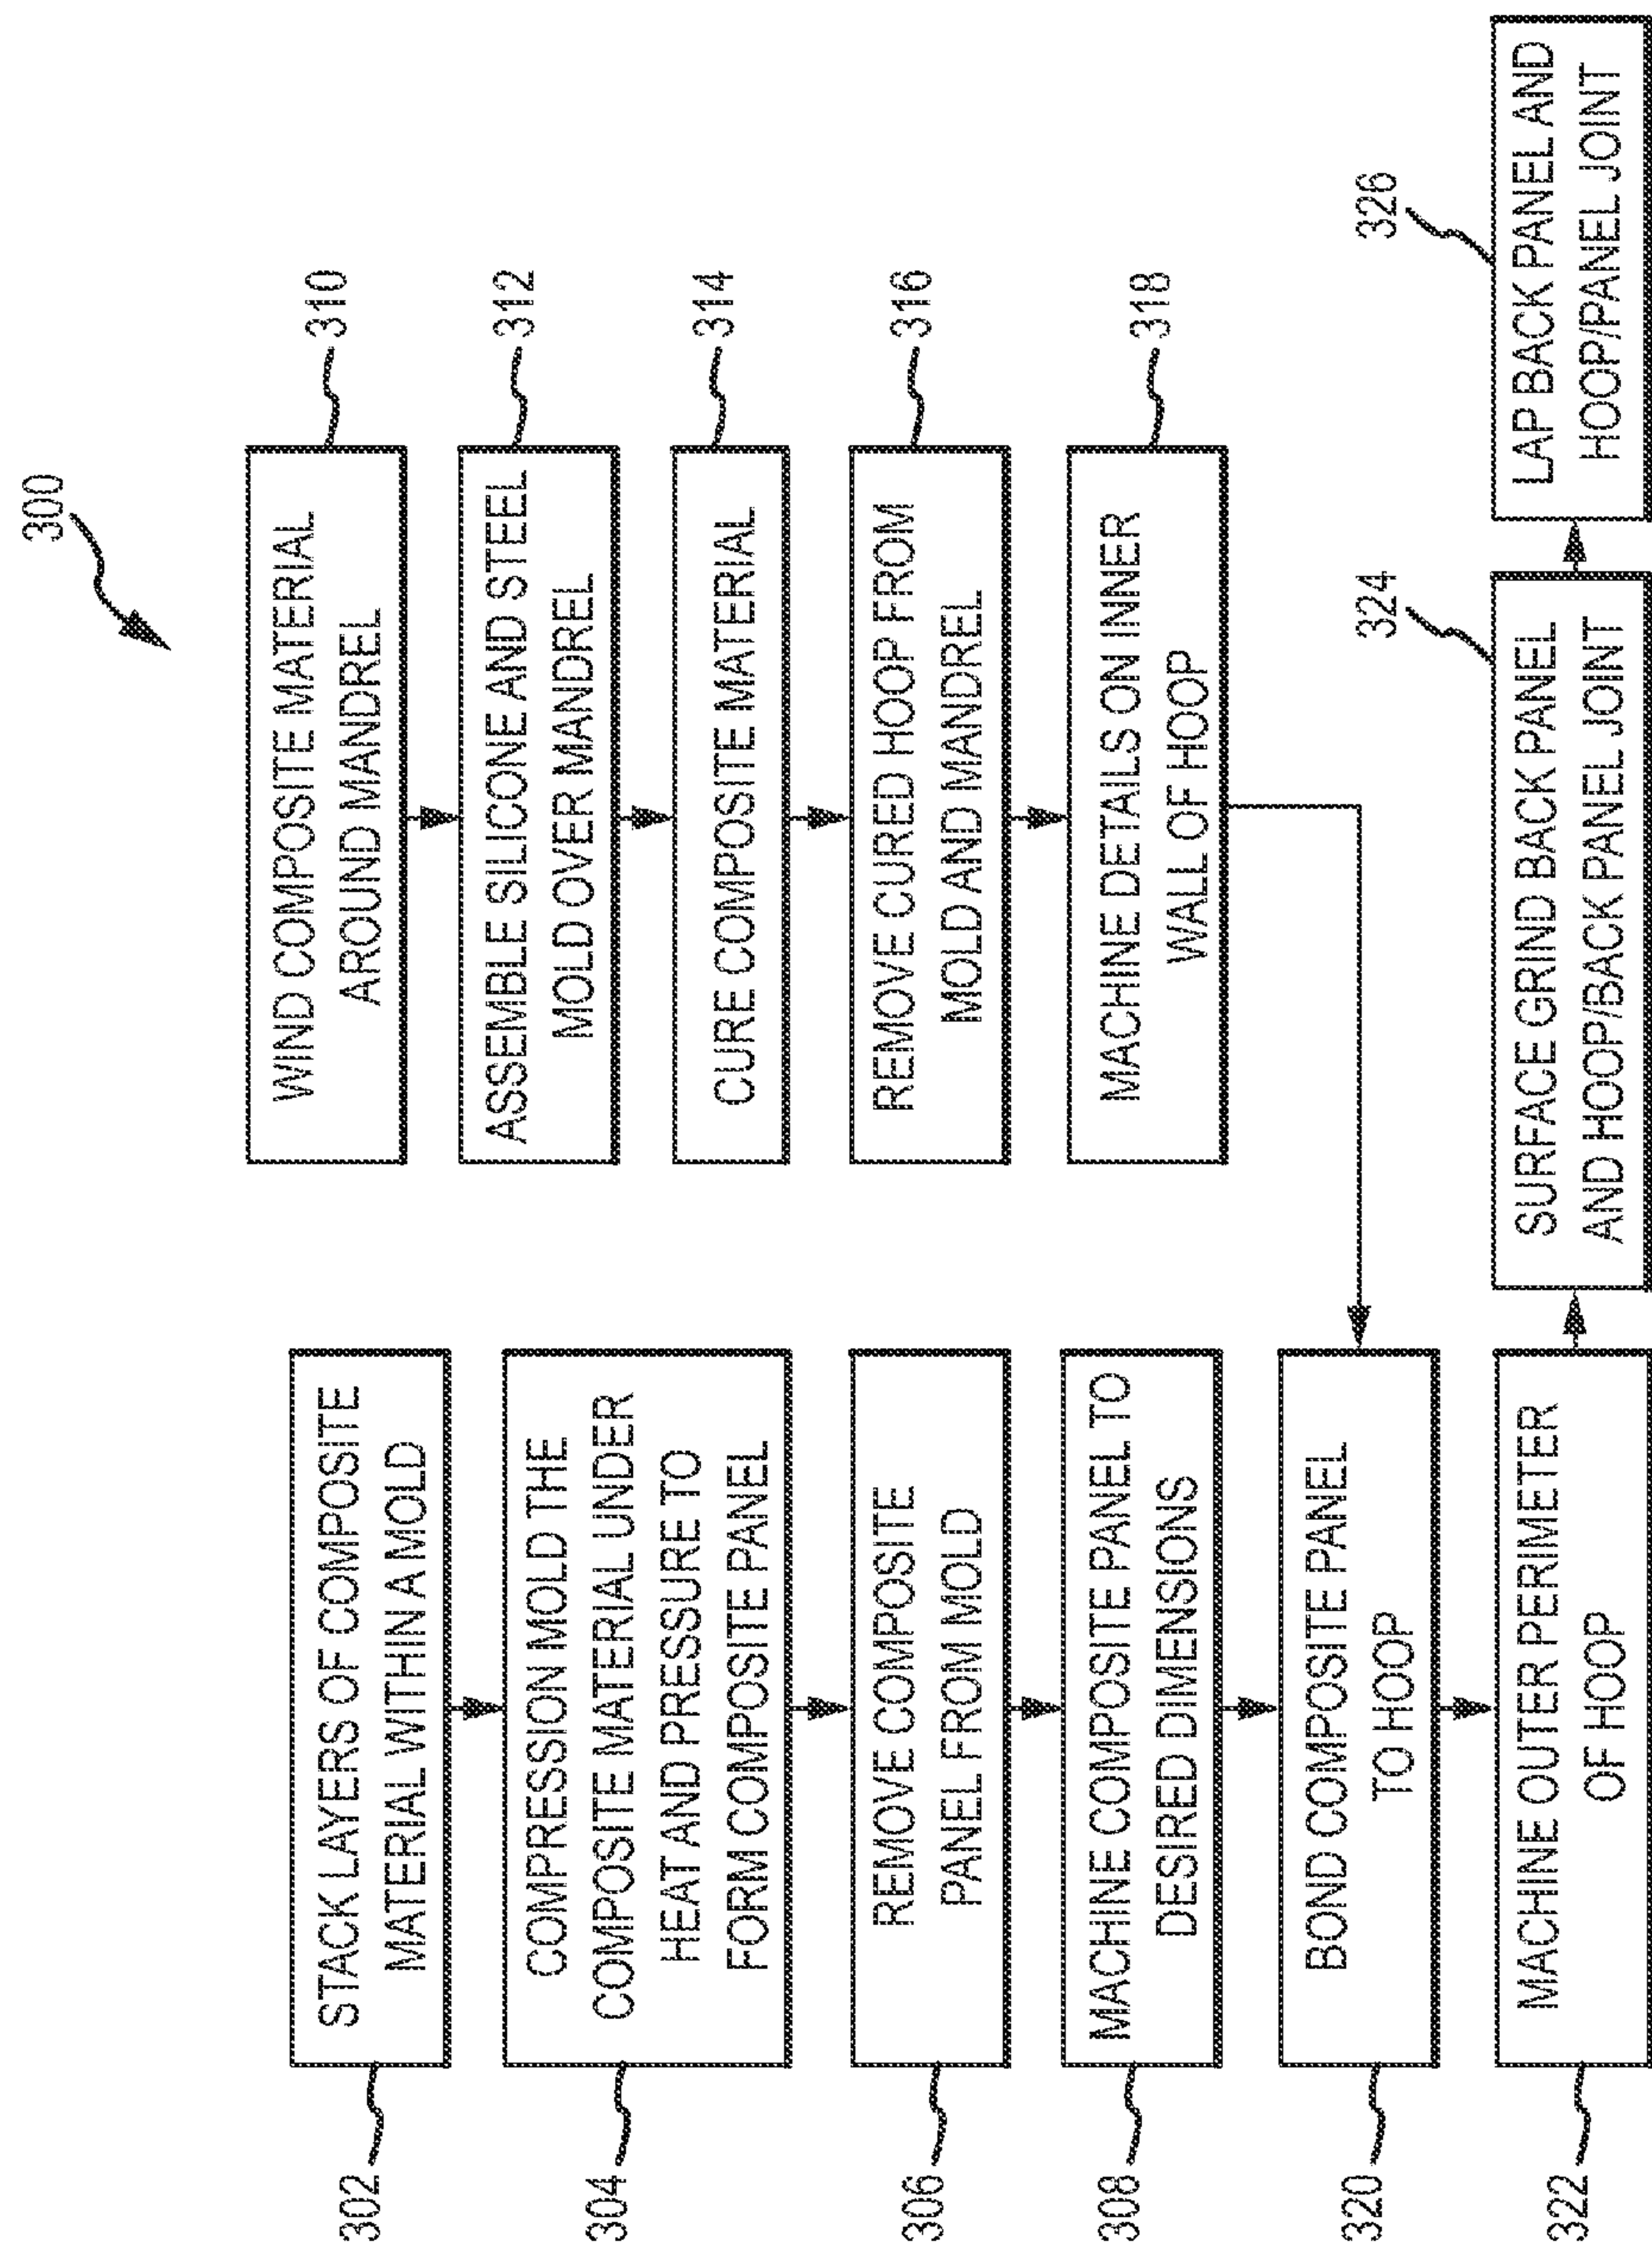 300
302
STACK LAYERS OF COMPOSITE
MATERIAL WITHIN A MOLD
304
COMPRESSION MOLD THE
COMPOSITE MATERIAL UNDER
HEAT AND PRESSURE TO
FORM COMPOSITE PANEL
306
REMOVE COMPOSITE
PANEL FROM MOLD
308
MACHINE COMPOSITE PANEL TO
DESIRED DIMENSIONS
310
WIND COMPOSITE MATERIAL
AROUND MANDREL
312
ASSEMBLE SILICONE AND STEEL
MOLD OVER MANDREL
314
CURE COMPOSITE MATERIAL
316
REMOVE CURED HOOP FROM
MOLD AND MANDREL
318
MACHINE DETAILS ON INNER
WALL OF HOOP
320
BOND COMPOSITE PANEL
TO HOOP
322
MACHINE OUTER PERIMETER
OF HOOP
324
SURFACE GRIND BACK PANEL
AND HOOP/BACK PANEL JOINT
326
LAP BACK PANEL AND
HOOP/PANEL JOINT